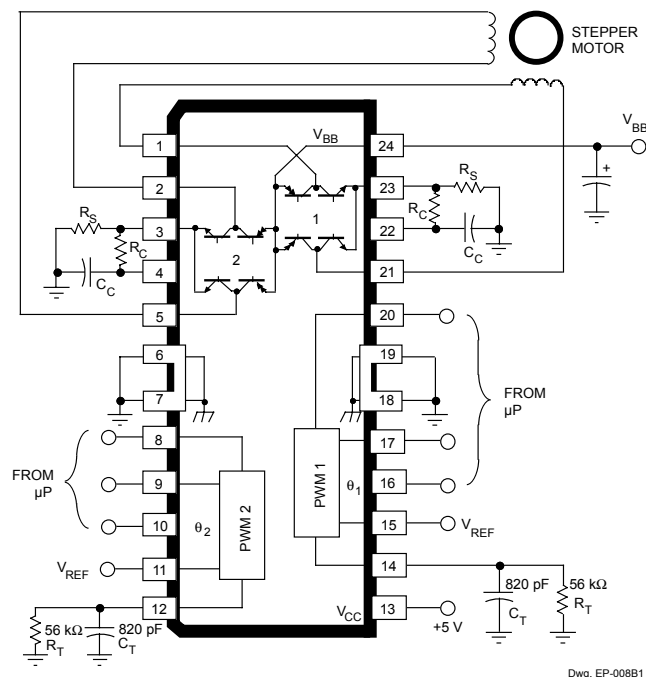 STEPPER
MOTOR
V_BB
1
2
3
4
5
6
7
8
9
10
11
12
24
23
22
21
20
19
18
17
16
15
14
13
V_BB
1
2
R_S
R_C
C_C
R_S
R_C
C_C
FROM
µP
FROM
µP
PWM 1
θ_1
PWM 2
θ_2
V_REF
V_REF
56 kΩ
R_T
820 pF
C_T
V_CC
+5 V
820 pF
C_T
56 kΩ
R_T
Dwg. EP-008B1